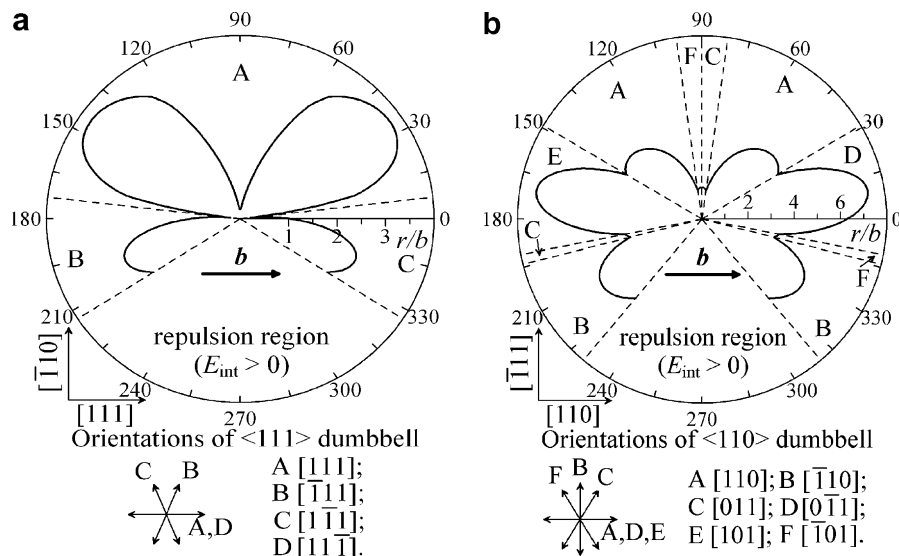 a
90
120
60
A
150
30
180
0
1
2
3
r/b
B
C
b
210
330
repulsion region
(E_int > 0)
240
300
270
[1̄10]
[111]
Orientations of <111> dumbbell
C B
A,D
A [111];
B [1̄11];
C [11̄1];
D [111̄].
b
90
120
60
F C
A
A
150
30
E
D
180
2 4 6
0
r/b
C
F
b
210
330
B
B
repulsion region
(E_int > 0)
240
300
270
[1̄11]
[110]
Orientations of <110> dumbbell
F B C
A,D,E
A [110]; B [1̄10];
C [011]; D[01̄1];
E [101]; F [1̄01].